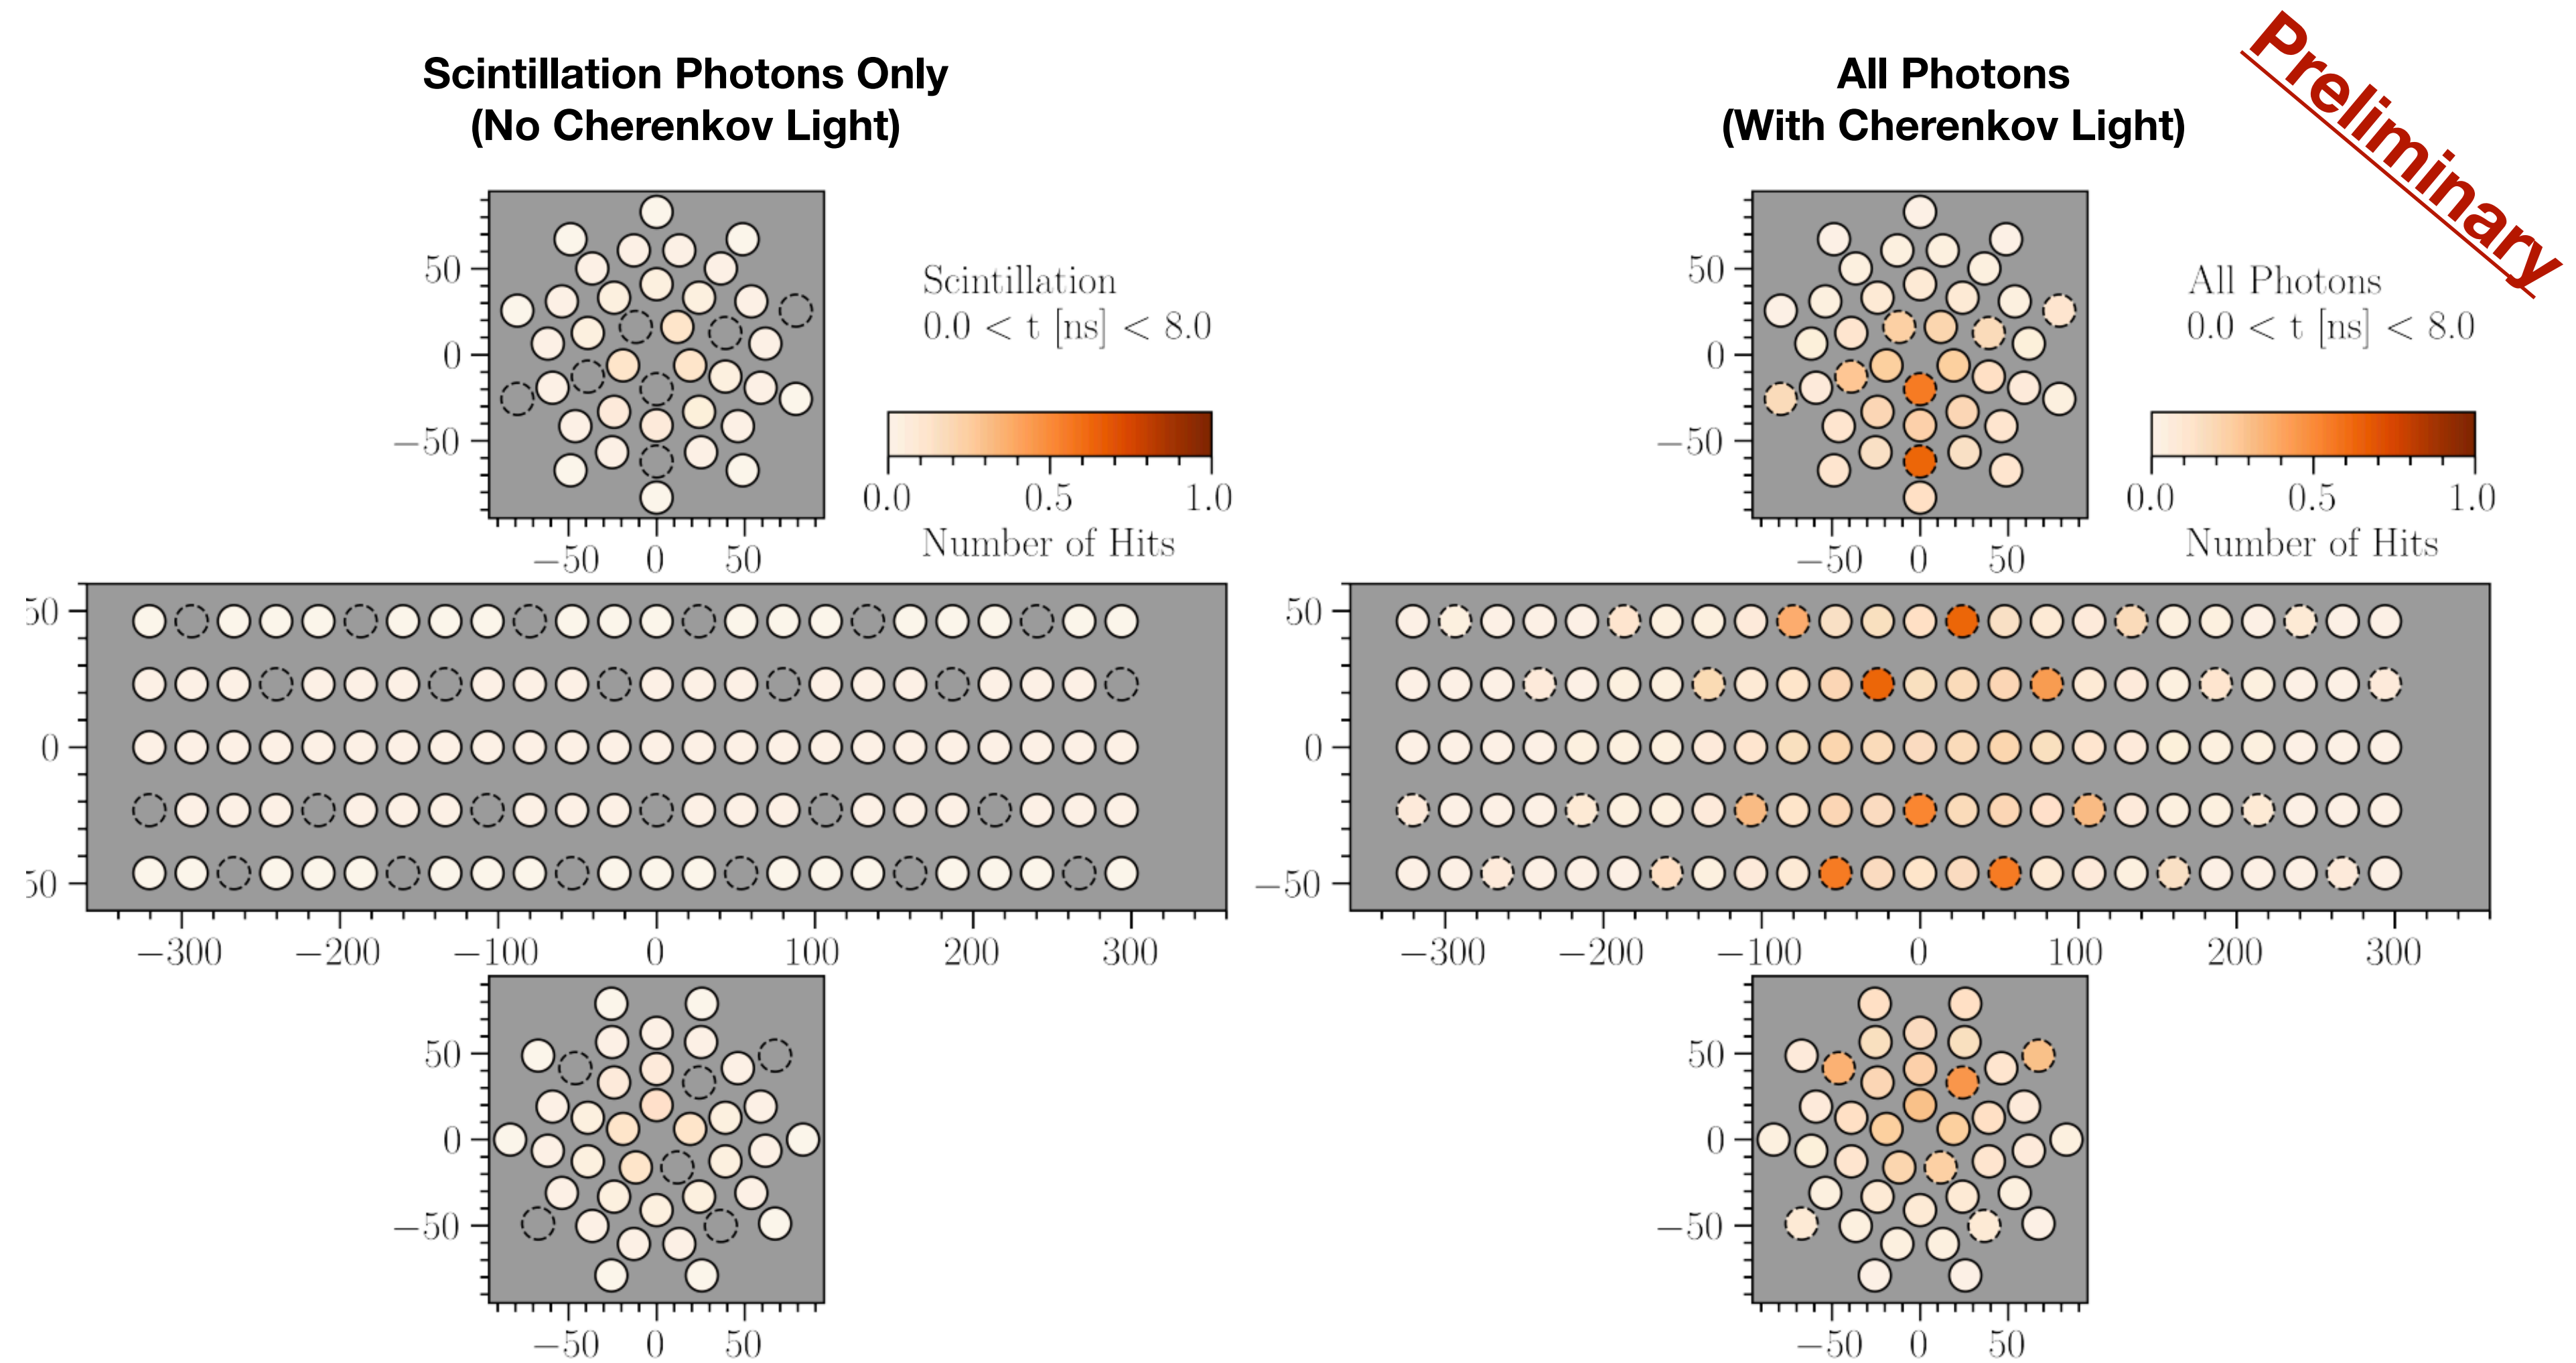 Scintillation Photons Only
(No Cherenkov Light)
All Photons
(With Cherenkov Light)
Preliminary
50
0
−50
−50 0 50
Scintillation
0.0 < t [ns] < 8.0
0.0 0.5 1.0
Number of Hits
50
0
−50
−50 0 50
All Photons
0.0 < t [ns] < 8.0
0.0 0.5 1.0
Number of Hits
50
0
50
−300 −200 −100 0 100 200 300
50
0
−50
−300 −200 −100 0 100 200 300
50
0
−50
−50 0 50
50
0
−50
−50 0 50